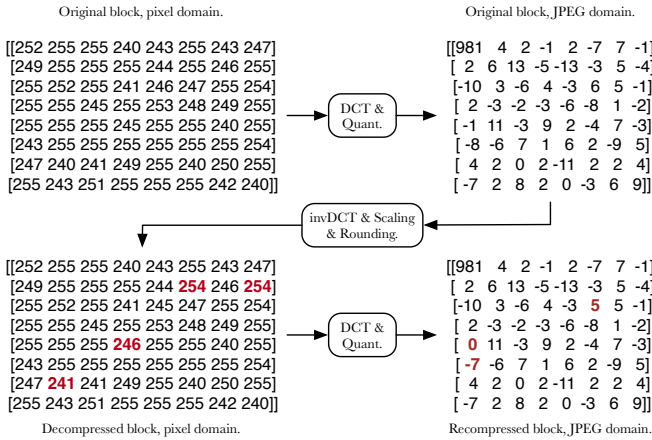 Original block, pixel domain.
[[252 255 255 240 243 255 243 247]
[249 255 255 255 244 255 246 255]
[255 252 255 241 246 247 255 254]
[255 255 245 255 253 248 249 255]
[255 255 255 245 255 255 240 255]
[243 255 255 255 255 255 255 254]
[247 240 241 249 255 240 250 255]
[255 243 251 255 255 255 242 240]]
DCT &
Quant.
Original block, JPEG domain.
[[981 4 2 -1 2 -7 7 -1]
[ 2 6 13 -5 -13 -3 5 -4]
[-10 3 -6 4 -3 6 5 -1]
[ 2 -3 -2 -3 -6 -8 1 -2]
[ -1 11 -3 9 2 -4 7 -3]
[ -8 -6 7 1 6 2 -9 5]
[ 4 2 0 2 -11 2 2 4]
[ -7 2 8 2 0 -3 6 9]]
invDCT & Scaling
& Rounding.
[[252 255 255 240 243 255 243 247]
[249 255 255 255 244 254 246 254]
[255 252 255 241 245 247 255 254]
[255 255 245 255 253 248 249 255]
[255 255 255 246 255 255 240 255]
[243 255 255 255 255 255 255 254]
[247 241 241 249 255 240 250 255]
[255 243 251 255 255 255 242 240]]
Decompressed block, pixel domain.
DCT &
Quant.
[[981 4 2 -1 2 -7 7 -1]
[ 2 6 13 -5 -13 -3 5 -4]
[-10 3 -6 4 -3 5 5 -1]
[ 2 -3 -2 -3 -6 -8 1 -2]
[ 0 11 -3 9 2 -4 7 -3]
[ -7 -6 7 1 6 2 -9 5]
[ 4 2 0 2 -11 2 2 4]
[ -7 2 8 2 0 -3 6 9]]
Recompressed block, JPEG domain.